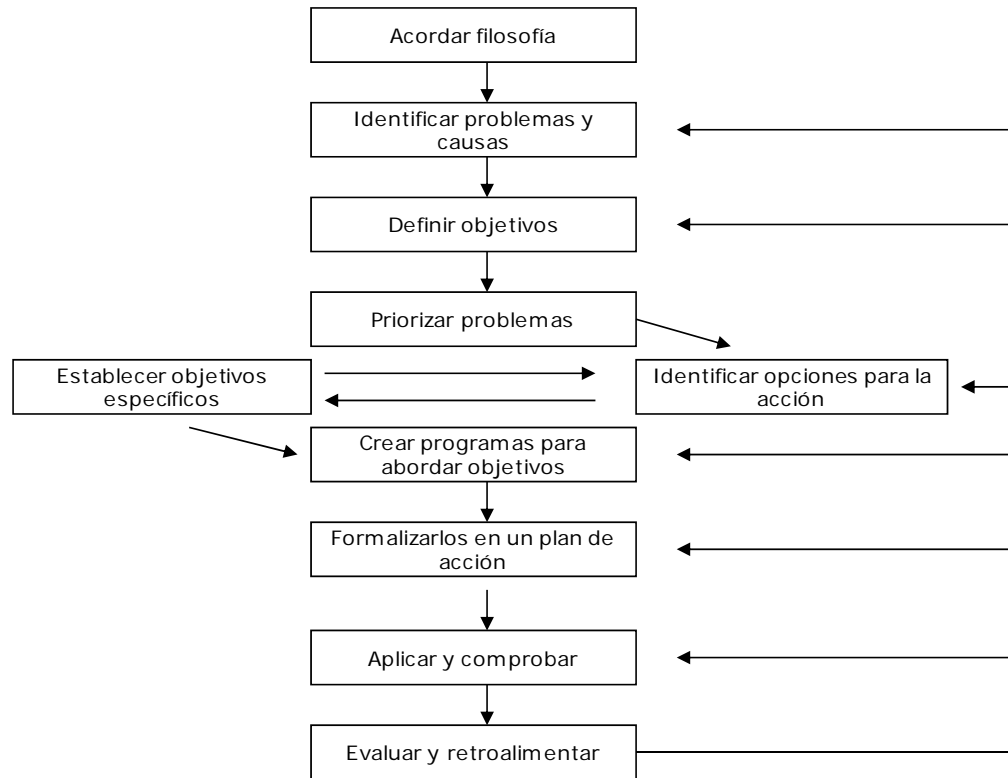 Acordar filosofía
Identificar problemas y
causas
Definir objetivos
Priorizar problemas
Establecer objetivos
específicos
Identificar opciones para la
acción
Crear programas para
abordar objetivos
Formalizarlos en un plan de
acción
Aplicar y comprobar
Evaluar y retroalimentar